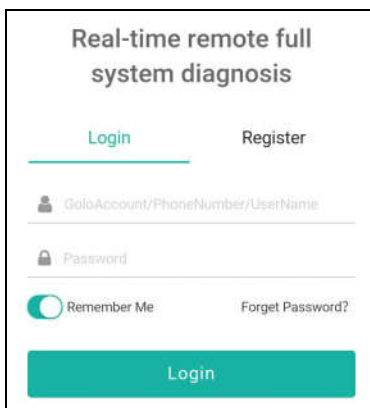 Real-time remote full
system diagnosis
Login Register
GoloAccount/PhoneNumber/UserName
Password
Remember Me Forget Password?
Login